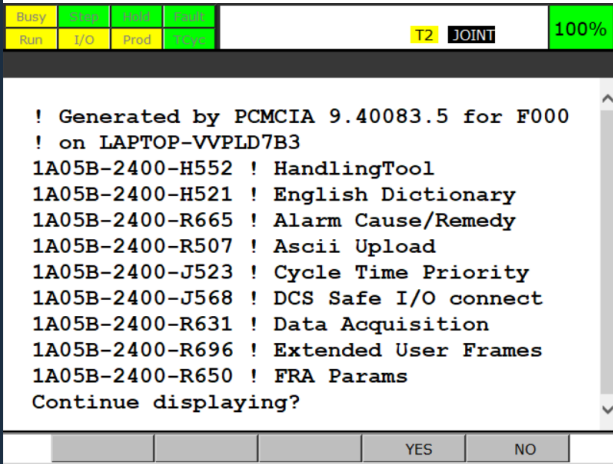 Busy Step Hold Fault
Run I/O Prod TCyc
T2 JOINT
100%
! Generated by PCMCIA 9.40083.5 for F000
! on LAPTOP-VVPLD7B3
1A05B-2400-H552 ! HandlingTool
1A05B-2400-H521 ! English Dictionary
1A05B-2400-R665 ! Alarm Cause/Remedy
1A05B-2400-R507 ! Ascii Upload
1A05B-2400-J523 ! Cycle Time Priority
1A05B-2400-J568 ! DCS Safe I/O connect
1A05B-2400-R631 ! Data Acquisition
1A05B-2400-R696 ! Extended User Frames
1A05B-2400-R650 ! FRA Params
Continue displaying?
YES NO